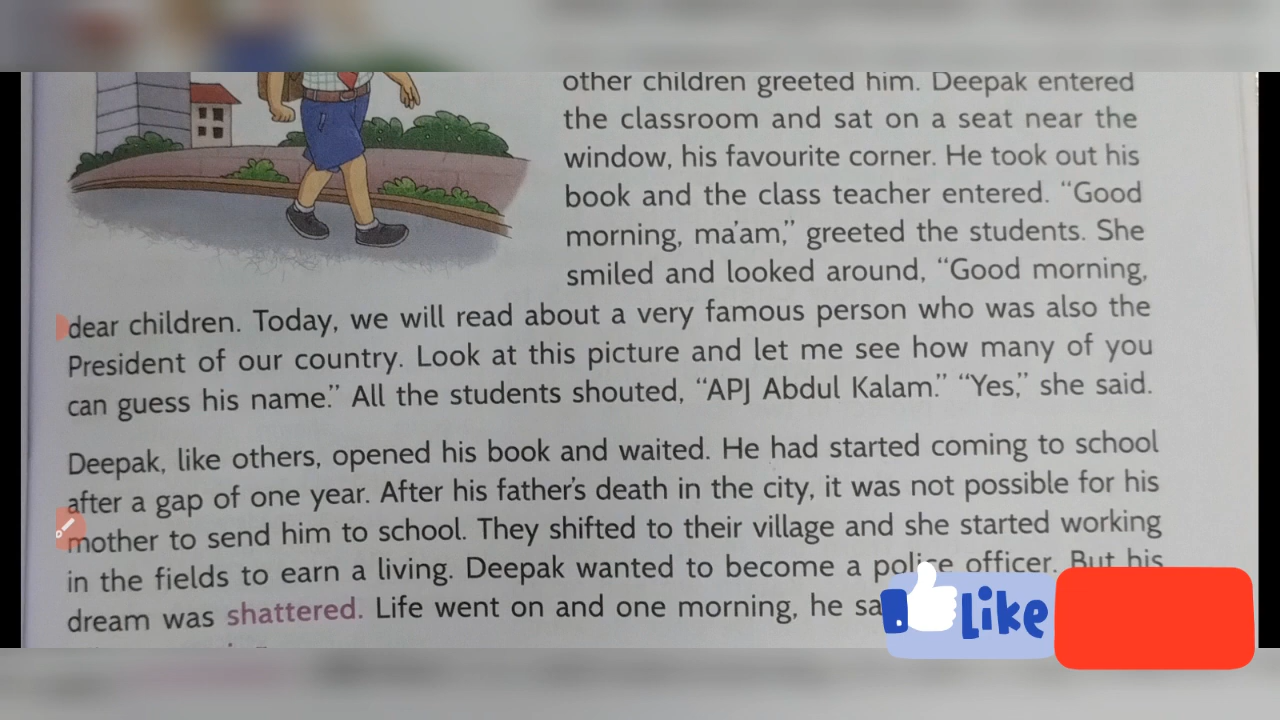 other children greeted him. Deepak entered
the classroom and sat on a seat near the
window, his favourite corner. He took out his
book and the class teacher entered. “Good
morning, ma’am,” greeted the students. She
smiled and looked around, “Good morning,
dear children. Today, we will read about a very famous person who was also the
President of our country. Look at this picture and let me see how many of you
can guess his name.” All the students shouted, “APJ Abdul Kalam.” “Yes,” she said.
Deepak, like others, opened his book and waited. He had started coming to school
after a gap of one year. After his father’s death in the city, it was not possible for his
mother to send him to school. They shifted to their village and she started working
in the fields to earn a living. Deepak wanted to become a police officer. But his
dream was shattered. Life went on and one morning, he
Like